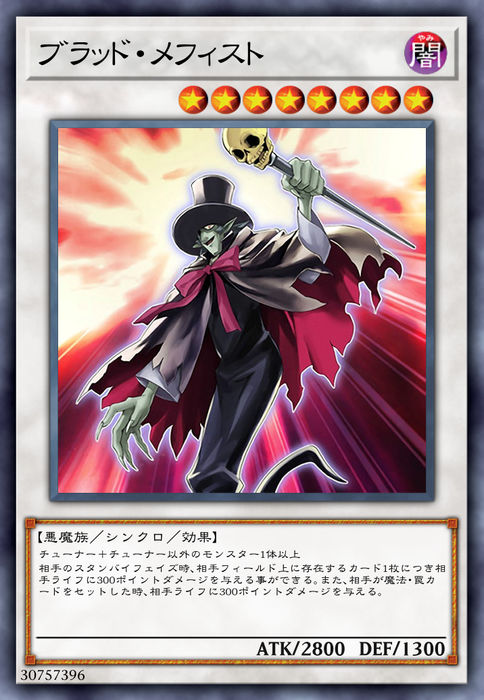 ブラッド・メフィスト
やみ
闇
【悪魔族／シンクロ／効果】
チューナー＋チューナー以外のモンスター1体以上
相手のスタンバイフェイズ時、相手フィールド上に存在するカード1枚につき相
手ライフに300ポイントダメージを与える事ができる。また、相手が魔法・罠カ
ードをセットした時、相手ライフに300ポイントダメージを与える。
ATK/2800 DEF/1300
30757396